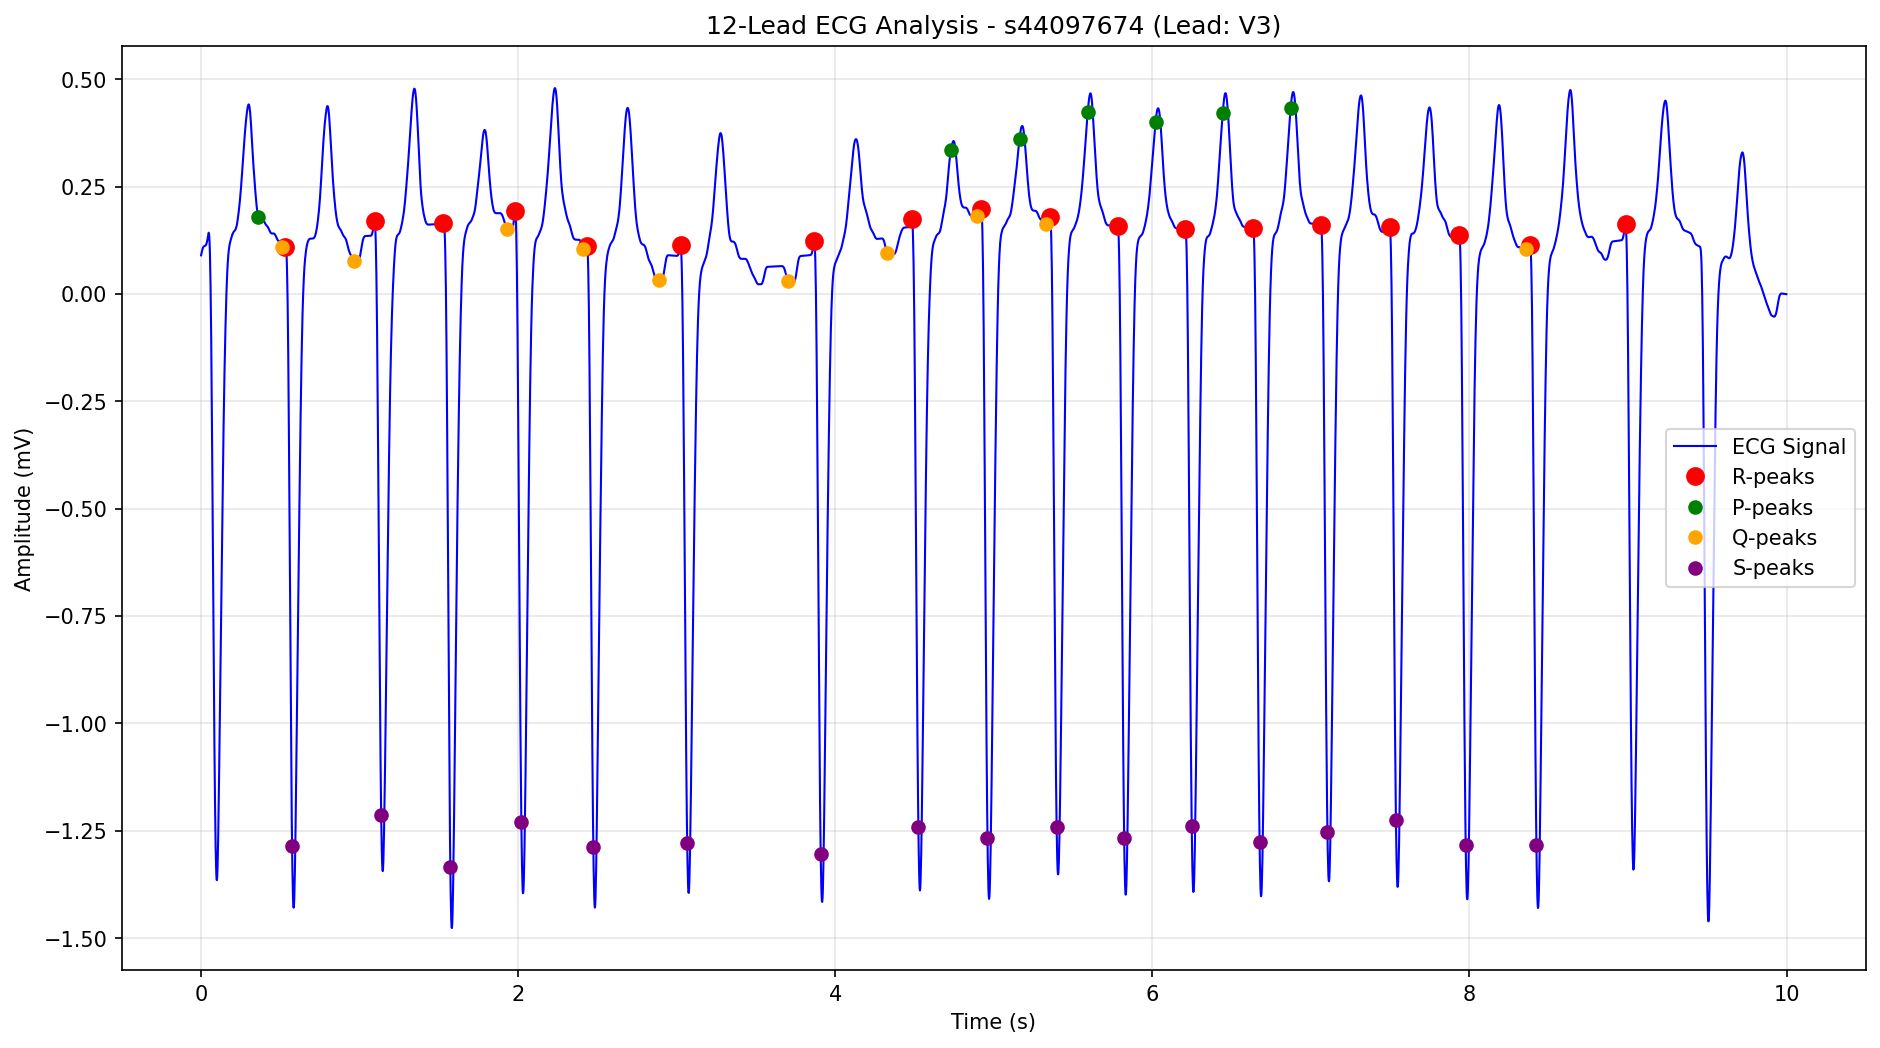 12-Lead ECG Analysis - s44097674 (Lead: V3)
Amplitude (mV)
0.50
0.25
0.00
−0.25
−0.50
−0.75
−1.00
−1.25
−1.50
ECG Signal
R-peaks
P-peaks
Q-peaks
S-peaks
0 2 4 6 8 10
Time (s)